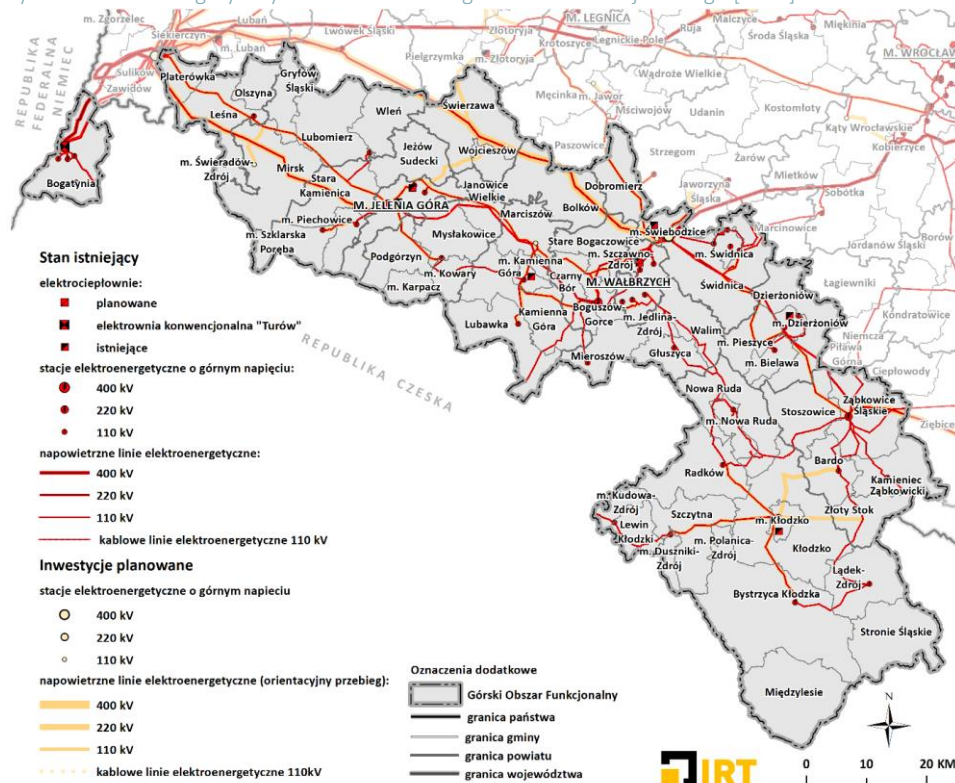 m. Zgorzelec
Siekierczyn
Lubań
m. Lubań
Lwówek Śląski
Pielgrzymka
Złotoryja
m. Złotoryja
Krotoszyce
M. LEGNICA
Legnickie Pole
Ruja
Malczyce
Środa Śląska
Miękinia
M. WROCŁAW
REPUBLIKA
FEDERALNA
NIEMIEC
Sulików
Zawidów
Platerówka
Olszyna
Gryfów
Śląski
Leśna
Wleń
Świerzawa
Męcinka
m. Jawor
Mściwojów
Wądroże Wielkie
Udanin
Kostomłoty
Kąty Wrocławskie
Kobierzyce
Paszowice
Strzegom
Żarów
Mietków
Sobótka
Bogatynia
m. Świeradów-
Zdrój
Mirsk
Lubomierz
Stara
Kamienica
Jeżów
Sudecki
Wojcieszów
Dobromierz
Bolków
Jaworzyna
Śląska
Marcinowice
Jordanów Śląski
Borów
M. JELENIA GÓRA
Janowice
Wielkie
Marciszów
m. Piechowice
m. Szklarska
Poręba
Mysłakowice
Podgórzyn
m. Kowary
m. Karpacz
Stare Bogaczowice
m. Świebodzice
m. Szczawno
Zdrój
m. Świdnica
Świdnica
m. Kamienna
Góra
Czarny
Bór
M. WAŁBRZYCH
Kamienna
Góra
Boguszów-
Gorce
m. Jedlina-
Zdrój
Walim
Dzierżoniów
m. Dzierżoniów
Łagiewniki
Kondratowice
Niemcza
Piława
Górna
Ciepłowody
Lubawka
Mieroszów
Głuszyca
m. Pieszyce
m. Bielawa
REPUBLIKA CZESKA
Nowa Ruda
m. Nowa Ruda
Stoszowice
Ząbkowice
Śląskie
Ziębice
Radków
Bardo
Kamieniec
Ząbkowicki
Złoty Stok
m. Kudowa-
Zdrój
Lewin
Kłodzki
m. Duszniki-
Zdrój
Szczytna
m. Polanica-
Zdrój
m. Kłodzko
Kłodzko
Lądek-
Zdrój
Bystrzyca Kłodzka
Stronie Śląskie
Międzylesie
Stan istniejący
elektrociepłownie:
planowane
elektrownia konwencjonalna "Turów"
istniejące
stacje elektroenergetyczne o górnym napięciu:
400 kV
220 kV
110 kV
napowietrzne linie elektroenergetyczne:
400 kV
220 kV
110 kV
kablowe linie elektroenergetyczne 110 kV
Inwestycje planowane
stacje elektroenergetyczne o górnym napieciu
400 kV
220 kV
110 kV
napowietrzne linie elektroenergetyczne (orientacyjny przebieg):
400 kV
220 kV
110 kV
kablowe linie elektroenergetyczne 110kV
Oznaczenia dodatkowe
Górski Obszar Funkcjonalny
granica państwa
granica gminy
granica powiatu
granica województwa
N
IRT
0 10 20 KM